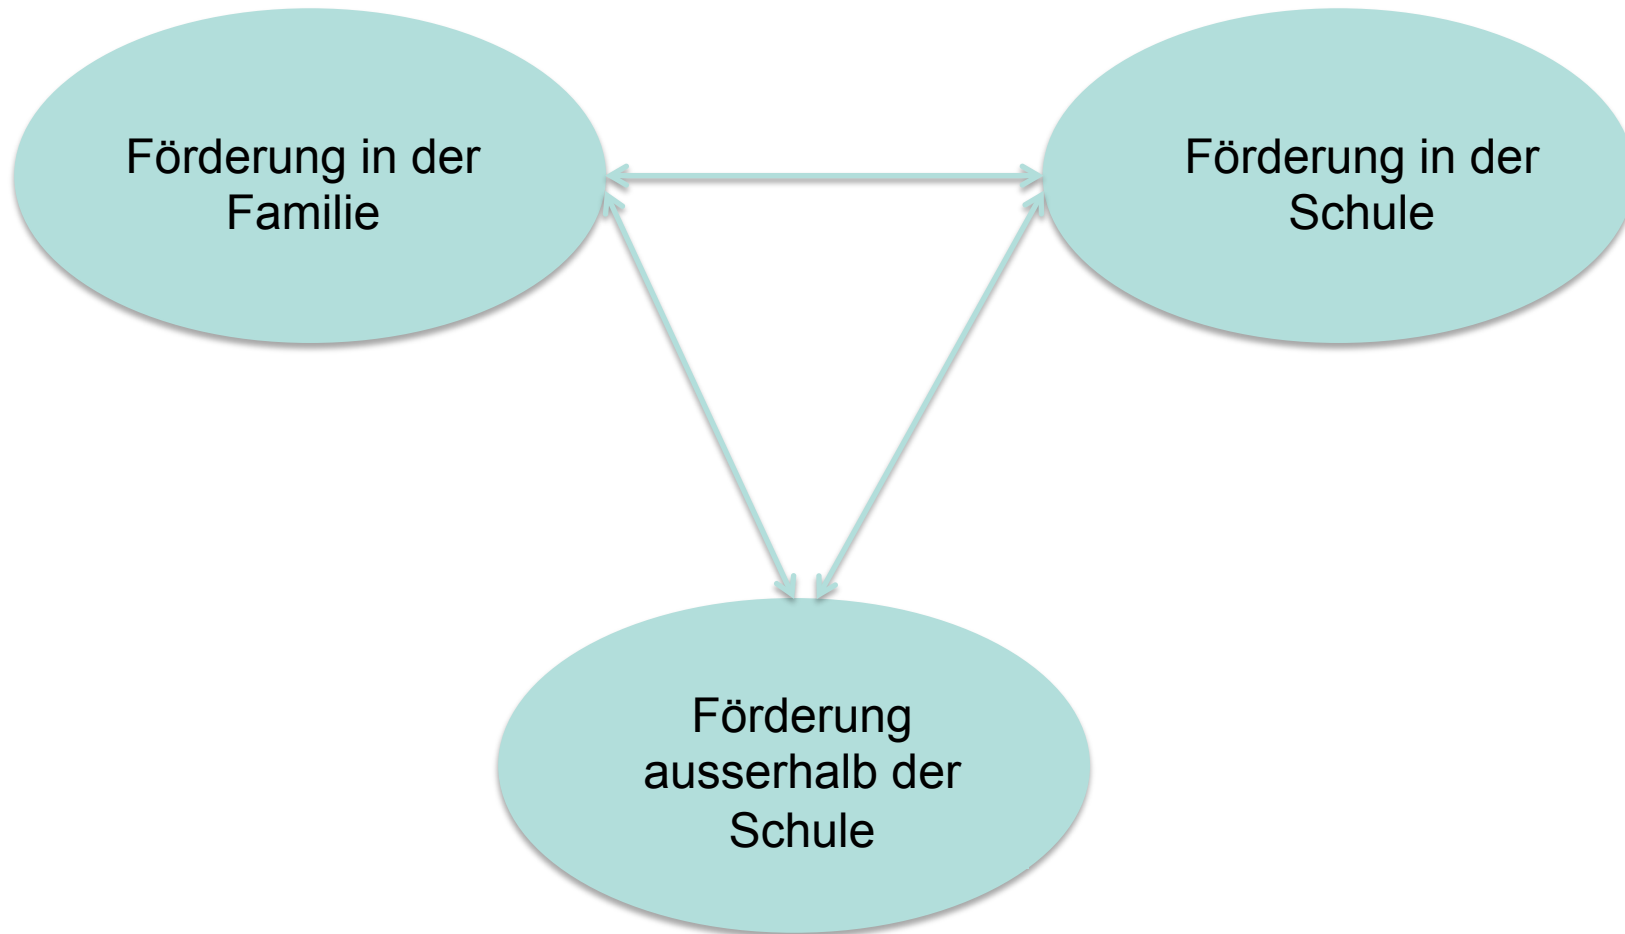 Förderung in der
Familie
Förderung in der
Schule
Förderung
ausserhalb der
Schule